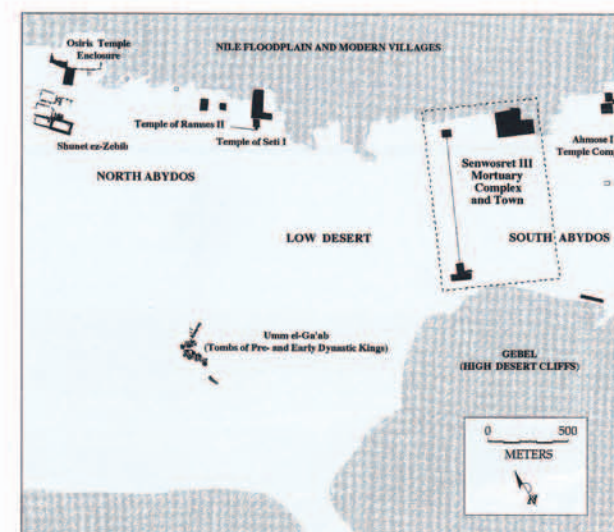 Osiris Temple
Enclosure
NILE FLOODPLAIN AND MODERN VILLAGES
Shunet ez-Zebib
Temple of Ramses II
Temple of Seti I
Ahmose I
Temple Com
Senwosret III
Mortuary
Complex
and Town
NORTH ABYDOS
LOW DESERT
SOUTH ABYDOS
Umm el-Ga'ab
(Tombs of Pre- and Early Dynastic Kings)
GEBEL
(HIGH DESERT CLIFFS)
0 500
METERS
N